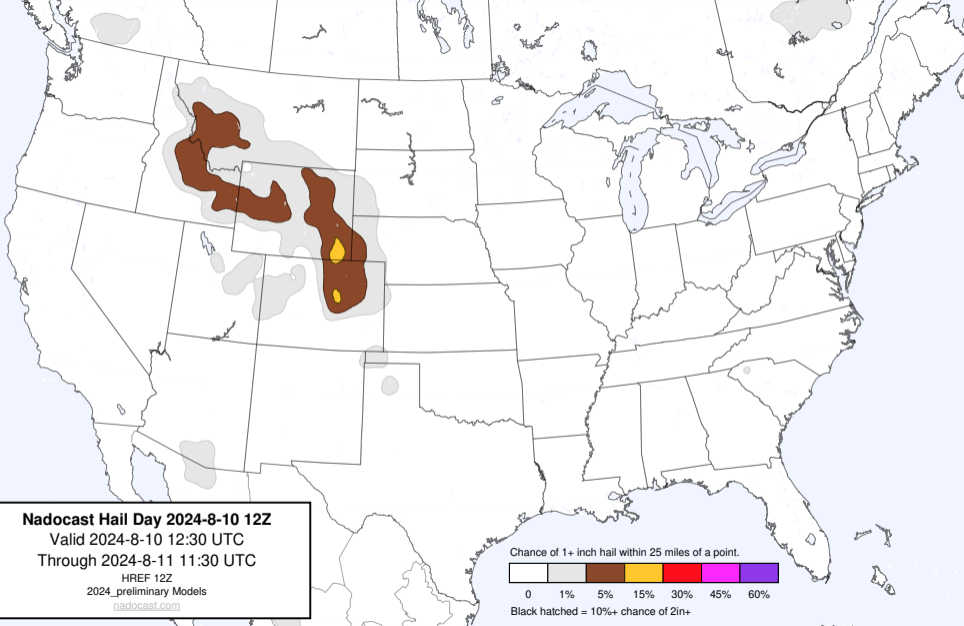 Nadocast Hail Day 2024-8-10 12Z
Valid 2024-8-10 12:30 UTC
Through 2024-8-11 11:30 UTC
HREF 12Z
2024_preliminary Models
nadocast.com
Chance of 1+ inch hail within 25 miles of a point.
0 1% 5% 15% 30% 45% 60%
Black hatched = 10%+ chance of 2in+